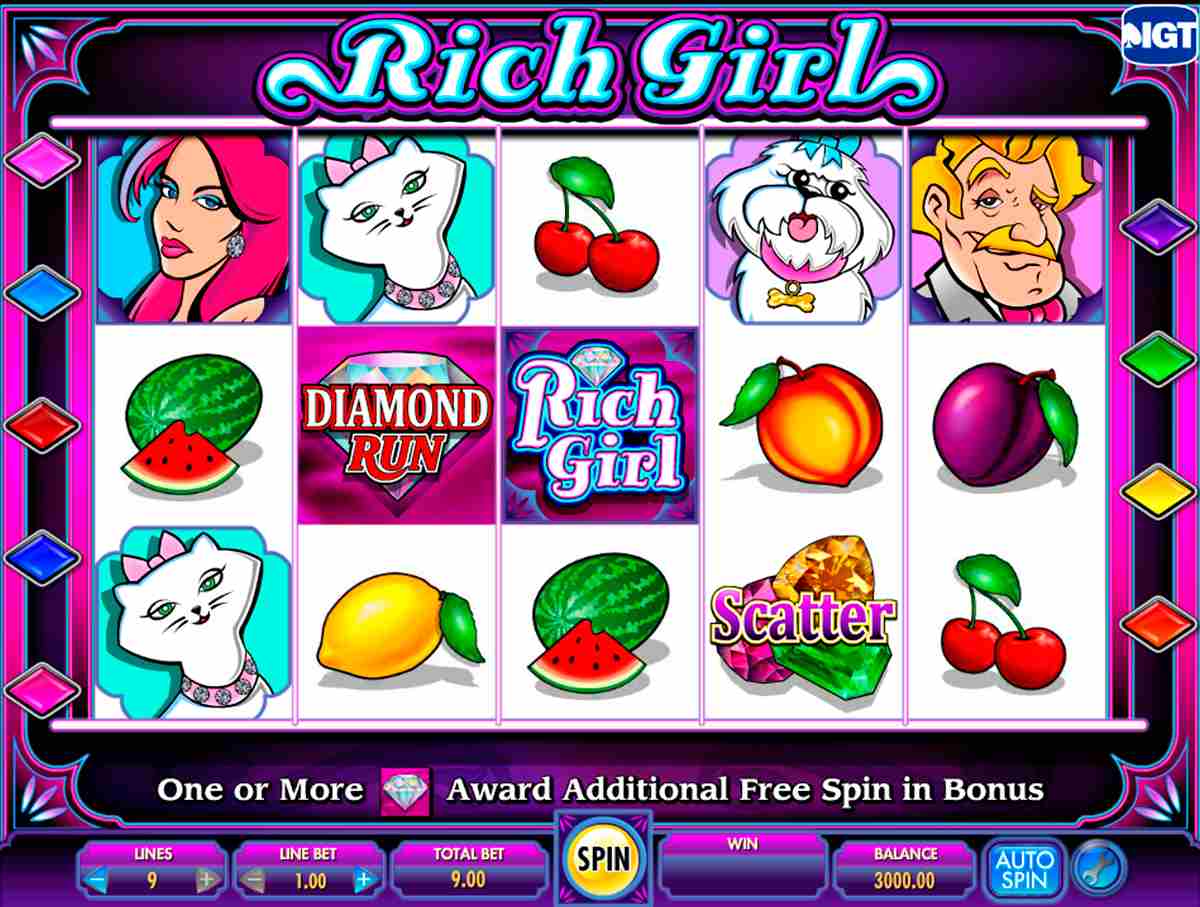 Rich Girl
IGT
DIAMOND
RUN
Rich
Girl
Scatter
One or More Award Additional Free Spin in Bonus
LINES
9
LINE BET
1.00
TOTAL BET
9.00
SPIN
WIN
BALANCE
3000.00
AUTO
SPIN